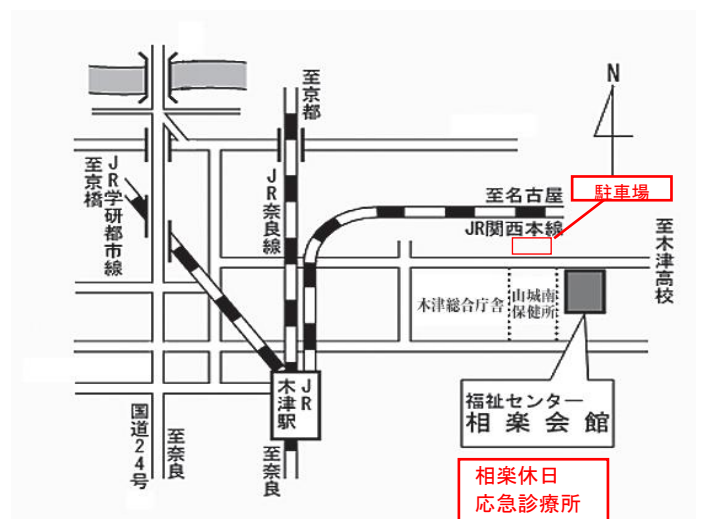 至京都
N
至京橋
JR学研都市線
JR奈良線
至名古屋
駐車場
JR関西本線
至木津高校
木津総合庁舎
山城南
保健所
JR
木津駅
福祉センター
相楽会館
国道24号
至奈良
至奈良
相楽休日
応急診療所